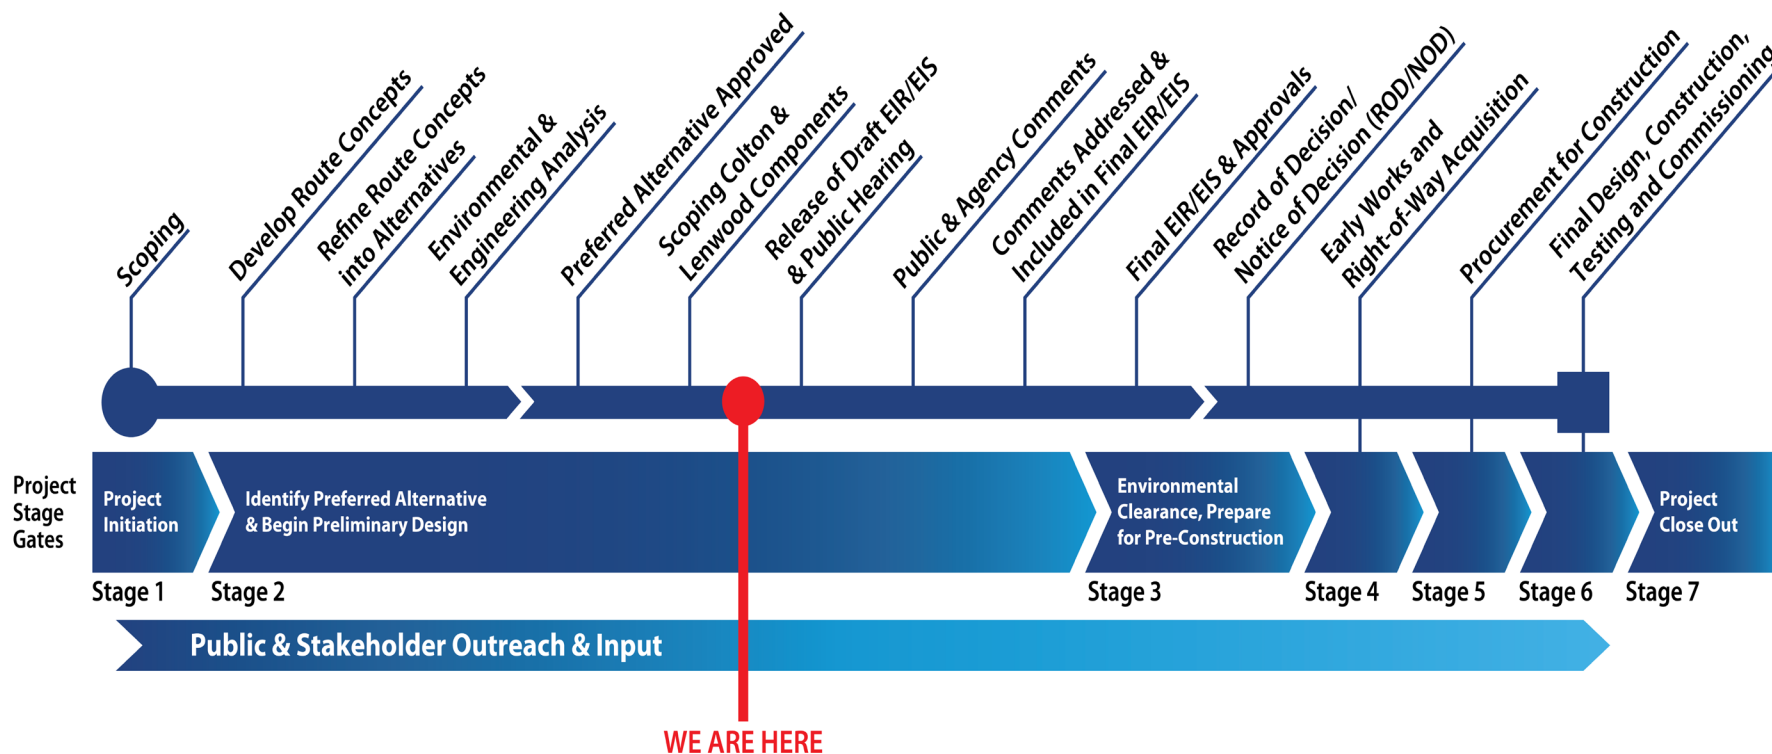 Scoping
Develop Route Concepts
Refine Route Concepts
into Alternatives
Environmental &
Engineering Analysis
Preferred Alternative Approved
Scoping Colton &
Lenwood Components
Release of Draft EIR/EIS
& Public Hearing
Public & Agency Comments
Comments Addressed &
Included in Final EIR/EIS
Final EIR/EIS & Approvals
Record of Decision/
Notice of Decision (ROD/NOD)
Early Works and
Right-of-Way Acquisition
Procurement for Construction
Final Design, Construction,
Testing and Commissioning
Project
Stage
Gates
Project
Initiation
Identify Preferred Alternative
& Begin Preliminary Design
Environmental
Clearance, Prepare
for Pre-Construction
Project
Close Out
Stage 1
Stage 2
Stage 3
Stage 4
Stage 5
Stage 6
Stage 7
Public & Stakeholder Outreach & Input
WE ARE HERE